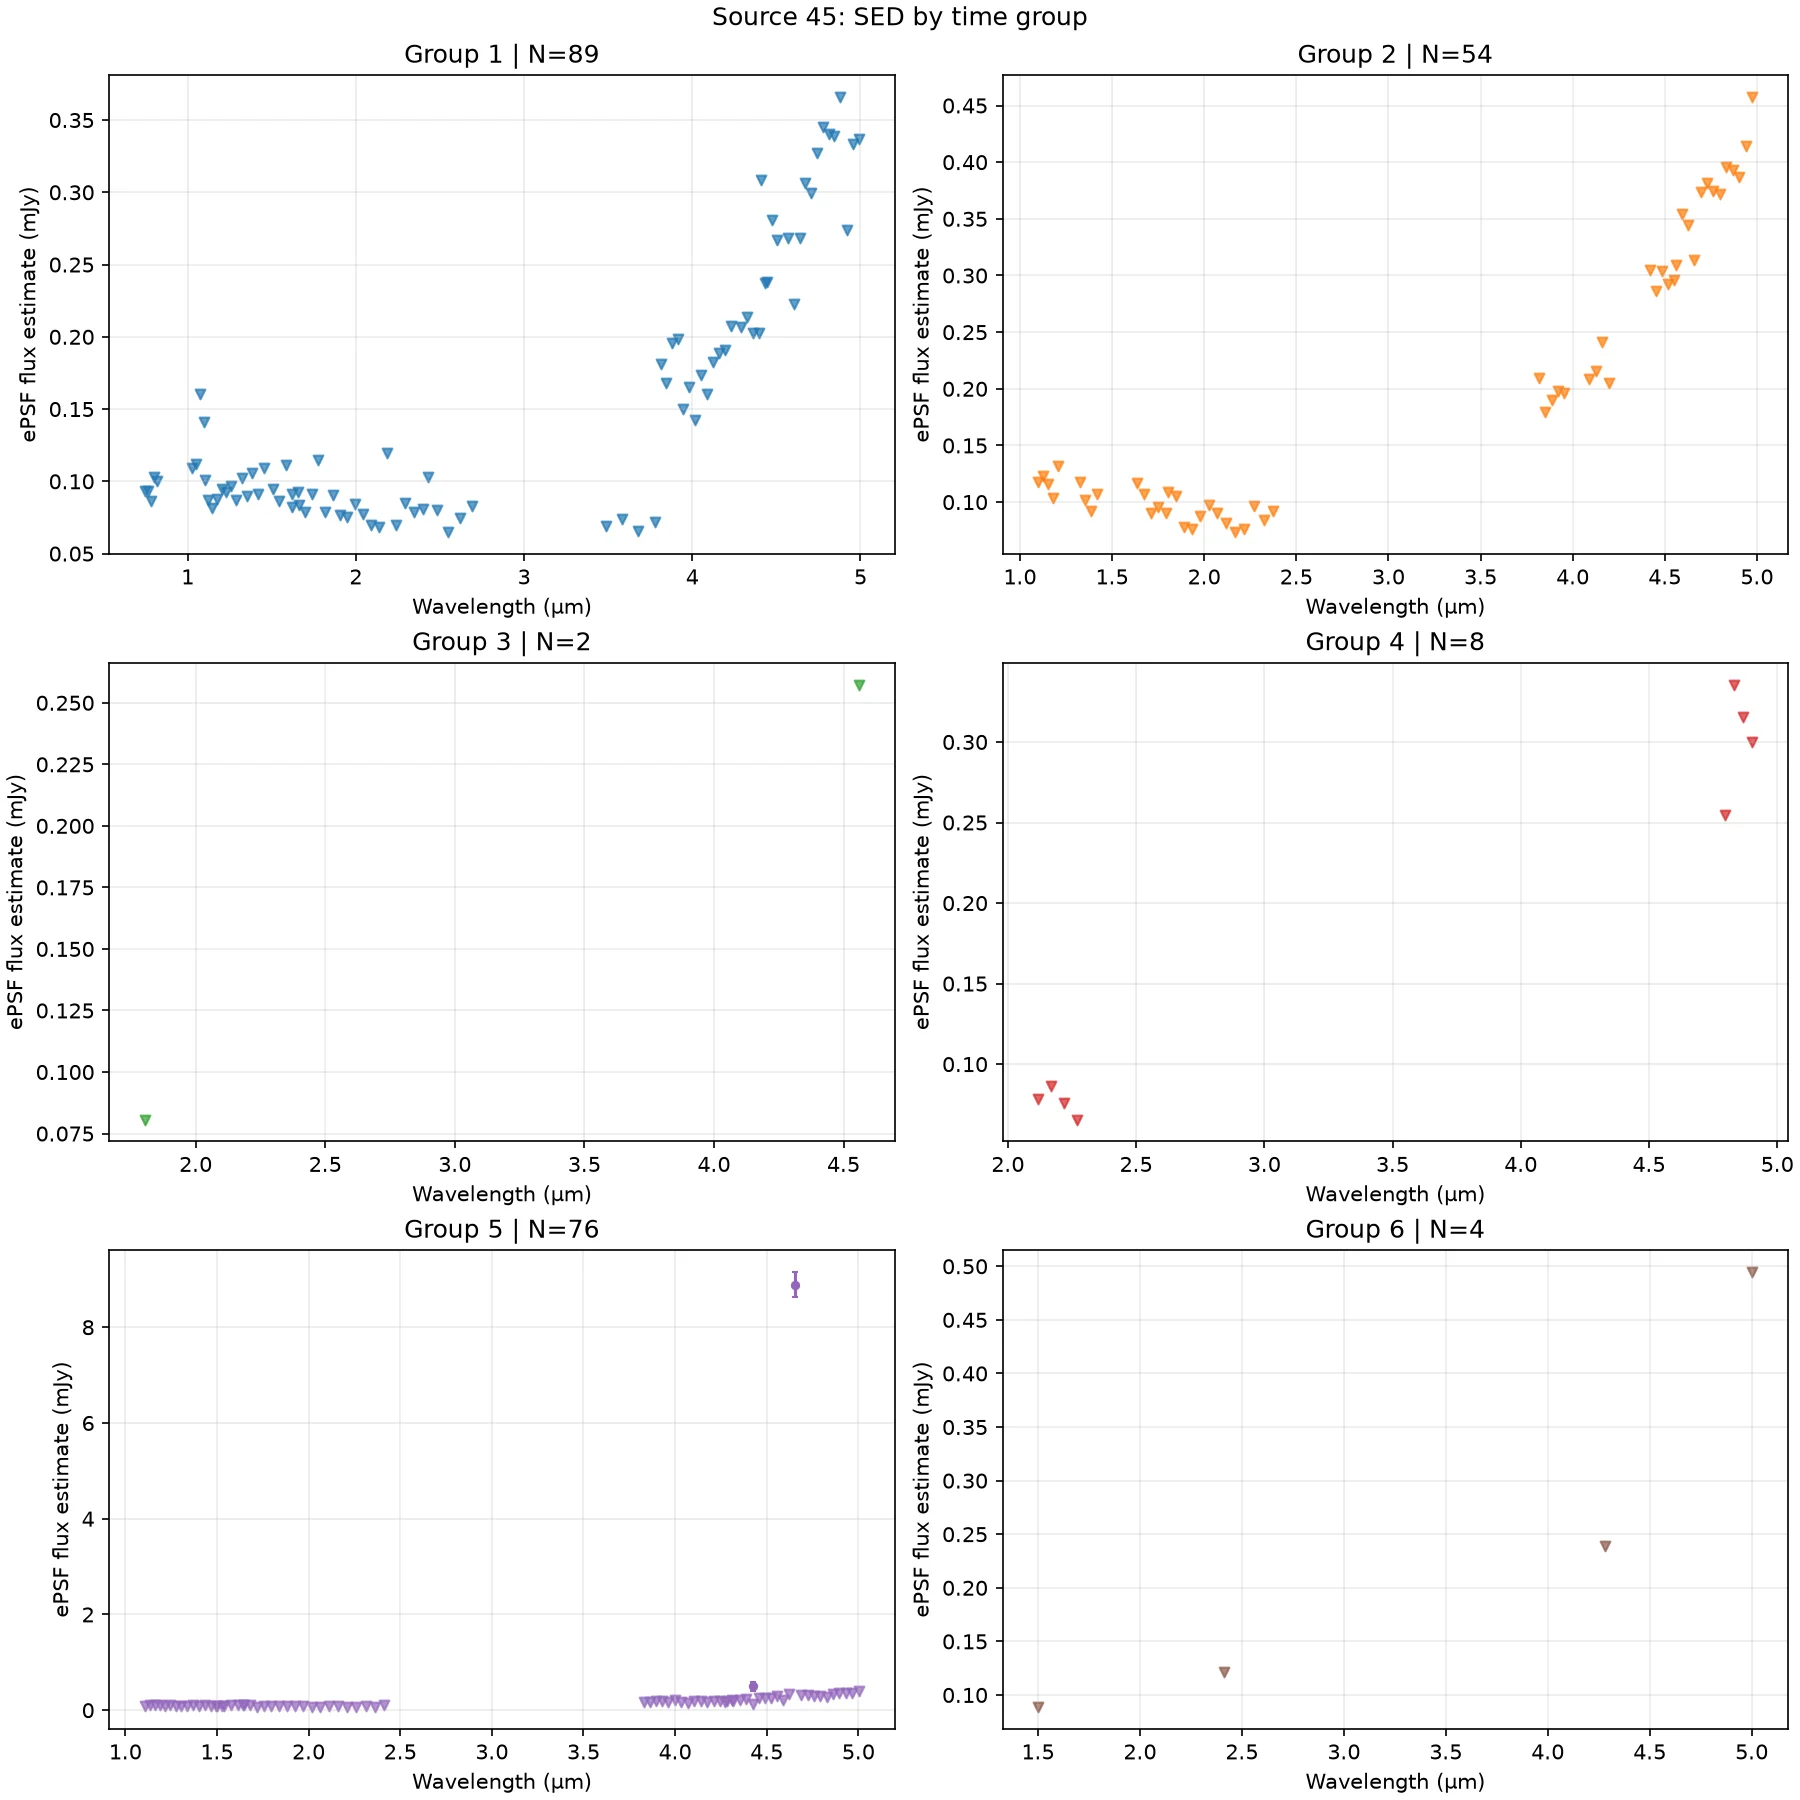 Source 45: SED by time group
Group 1 | N=89
0.35
0.30
0.25
0.20
0.15
0.10
0.05
ePSF flux estimate (mJy)
1 2 3 4 5
Wavelength (μm)
Group 2 | N=54
0.45
0.40
0.35
0.30
0.25
0.20
0.15
0.10
ePSF flux estimate (mJy)
1.0 1.5 2.0 2.5 3.0 3.5 4.0 4.5 5.0
Wavelength (μm)
Group 3 | N=2
0.250
0.225
0.200
0.175
0.150
0.125
0.100
0.075
ePSF flux estimate (mJy)
2.0 2.5 3.0 3.5 4.0 4.5
Wavelength (μm)
Group 4 | N=8
0.30
0.25
0.20
0.15
0.10
ePSF flux estimate (mJy)
2.0 2.5 3.0 3.5 4.0 4.5 5.0
Wavelength (μm)
Group 5 | N=76
8
6
4
2
0
ePSF flux estimate (mJy)
1.0 1.5 2.0 2.5 3.0 3.5 4.0 4.5 5.0
Wavelength (μm)
Group 6 | N=4
0.50
0.45
0.40
0.35
0.30
0.25
0.20
0.15
0.10
ePSF flux estimate (mJy)
1.5 2.0 2.5 3.0 3.5 4.0 4.5 5.0
Wavelength (μm)